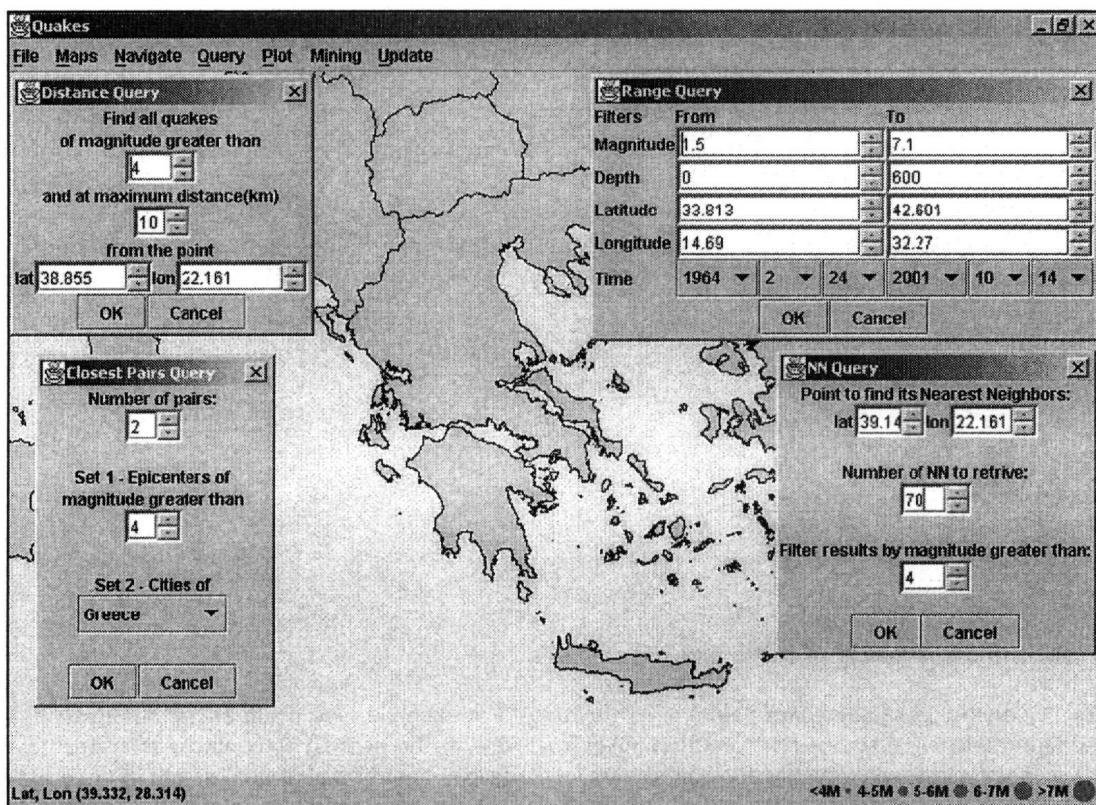 Quakes
File Maps Navigate Query Plot Mining Update
Distance Query
Find all quakes
of magnitude greater than
4
and at maximum distance(km)
10
from the point
lat 38.855 lon 22.161
OK Cancel
Range Query
Filters From To
Magnitude 1.5 7.1
Depth 0 600
Latitude 33.813 42.601
Longitude 14.69 32.27
Time 1964 2 24 2001 10 14
OK Cancel
Closest Pairs Query
Number of pairs:
2
Set 1 - Epicenters of
magnitude greater than
4
Set 2 - Cities of
Greece
OK Cancel
NN Query
Point to find its Nearest Neighbors:
lat 39.14 lon 22.161
Number of NN to retrive:
70
Filter results by magnitude greater than:
4
OK Cancel
Lat, Lon (39.332, 28.314)
<4M 4-5M 5-6M 6-7M >7M